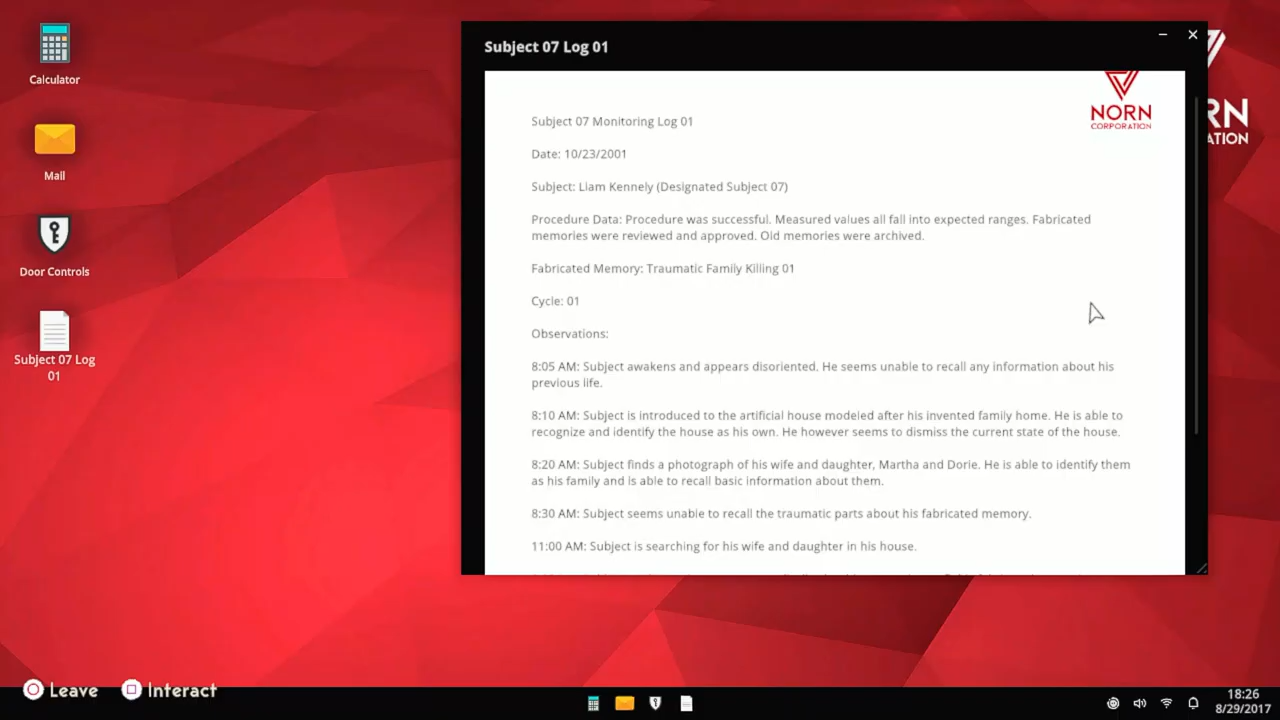 Calculator
Mail
Door Controls
Subject 07 Log
01
Subject 07 Log 01
NORN
CORPORATION
Subject 07 Monitoring Log 01
Date: 10/23/2001
Subject: Liam Kennely (Designated Subject 07)
Procedure Data: Procedure was successful. Measured values all fall into expected ranges. Fabricated
memories were reviewed and approved. Old memories were archived.
Fabricated Memory: Traumatic Family Killing 01
Cycle: 01
Observations:
8:05 AM: Subject awakens and appears disoriented. He seems unable to recall any information about his
previous life.
8:10 AM: Subject is introduced to the artificial house modeled after his invented family home. He is able to
recognize and identify the house as his own. He however seems to dismiss the current state of the house.
8:20 AM: Subject finds a photograph of his wife and daughter, Martha and Dorie. He is able to identify them
as his family and is able to recall basic information about them.
8:30 AM: Subject seems unable to recall the traumatic parts about his fabricated memory.
11:00 AM: Subject is searching for his wife and daughter in his house.
RN
ATION
Leave
Interact
18:26
8/29/2017